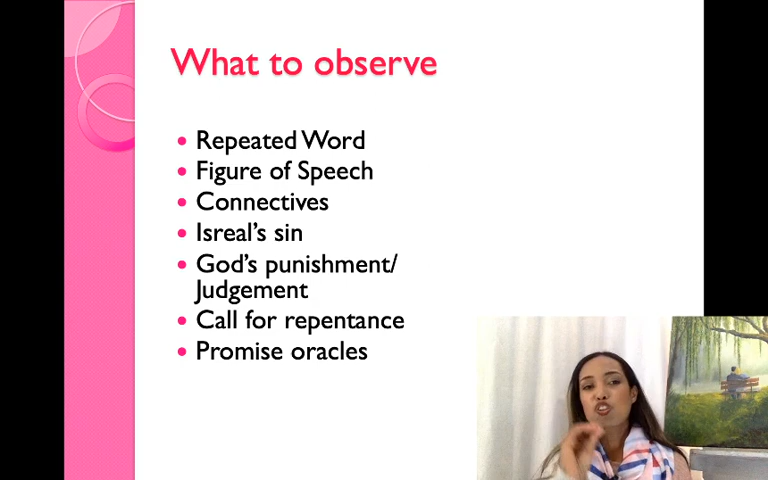 What to observe
Repeated Word
Figure of Speech
Connectives
Isreal's sin
God's punishment/
Judgement
Call for repentance
Promise oracles